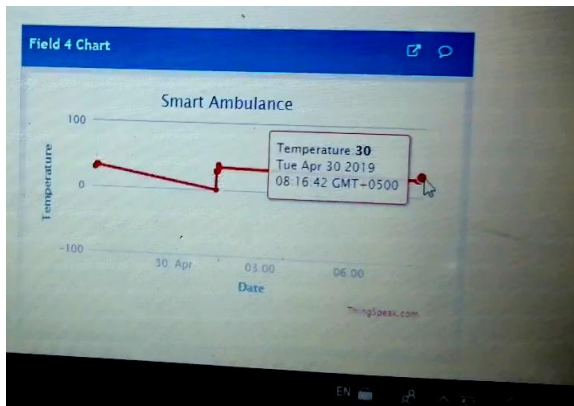 Field 4 Chart
Smart Ambulance
100
Temperature: 30
Tue Apr 30 2019
08:16:42 GMT-0500
Temperature
0
-100
30. Apr
03:00
06:00
Date
ThingSpeak.com
EN